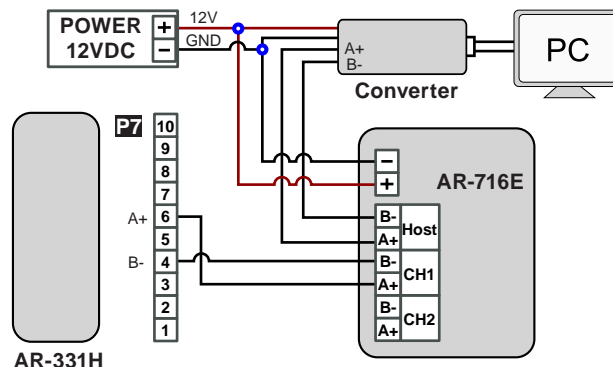 POWER
12VDC
+
−
12V
GND
A+
B-
Converter
PC
P7
10
9
8
7
6
5
4
3
2
1
A+
B-
AR-331H
−
+
AR-716E
B-
A+
Host
B-
A+
CH1
B-
A+
CH2